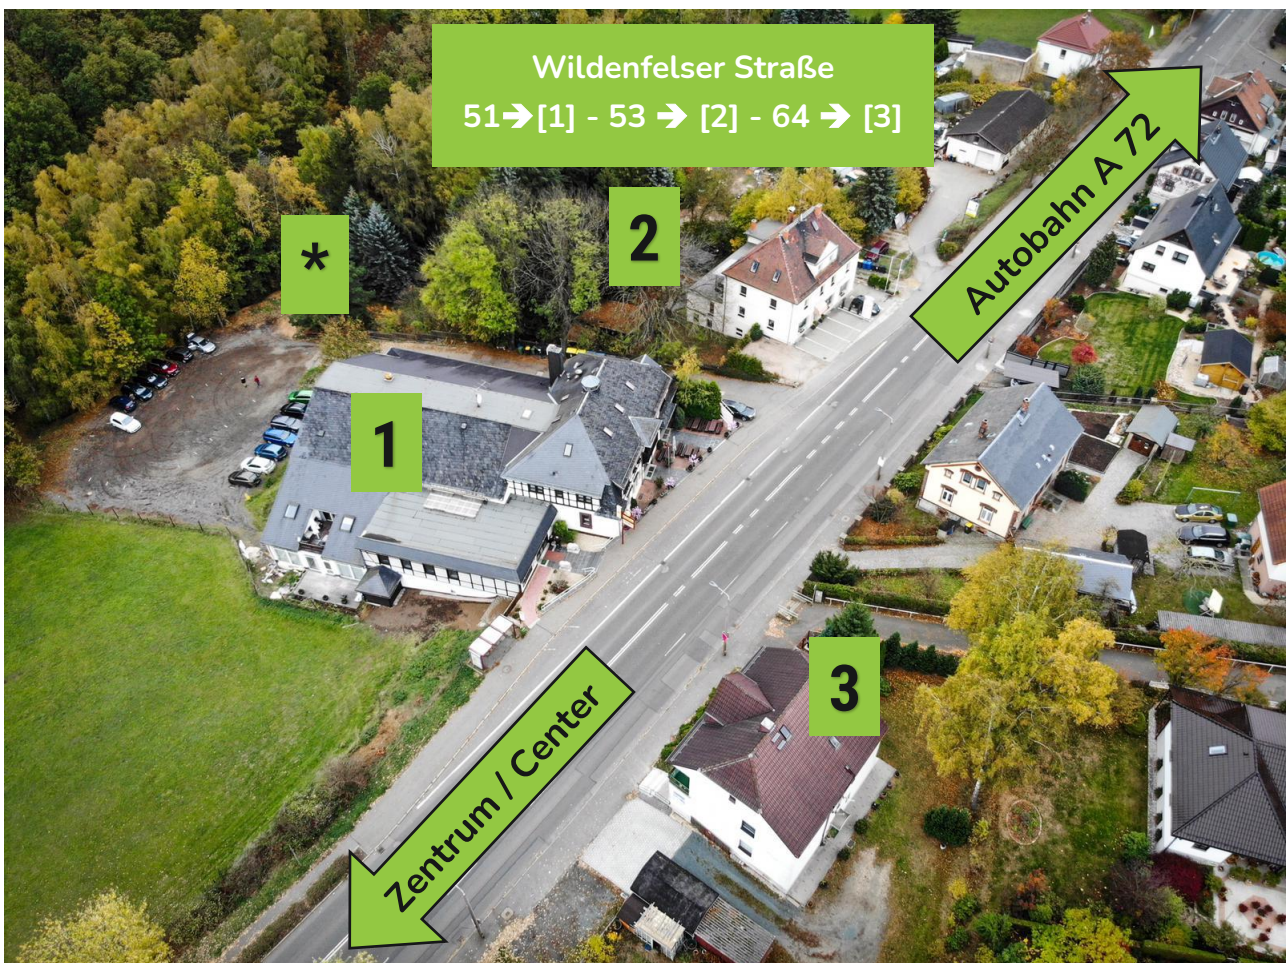 Wildenfelser Straße
51➔[1] - 53 ➔ [2] - 64 ➔ [3]
Autobahn A 72
*
2
1
3
Zentrum / Center